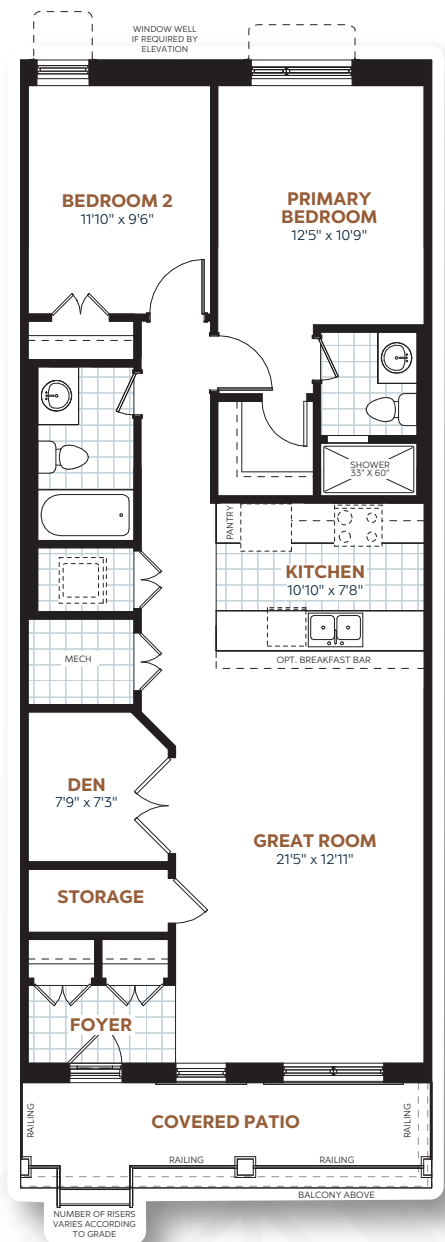 WINDOW WELL
IF REQUIRED BY
ELEVATION
BEDROOM 2
11'10" x 9'6"
PRIMARY
BEDROOM
12'5" x 10'9"
SHOWER
33" X 60"
PANTRY
KITCHEN
10'10" x 7'8"
OPT. BREAKFAST BAR
MECH
DEN
7'9" x 7'3"
GREAT ROOM
21'5" x 12'11"
STORAGE
FOYER
COVERED PATIO
RAILING
RAILING
RAILING
RAILING
BALCONY ABOVE
NUMBER OF RISERS
VARIES ACCORDING
TO GRADE